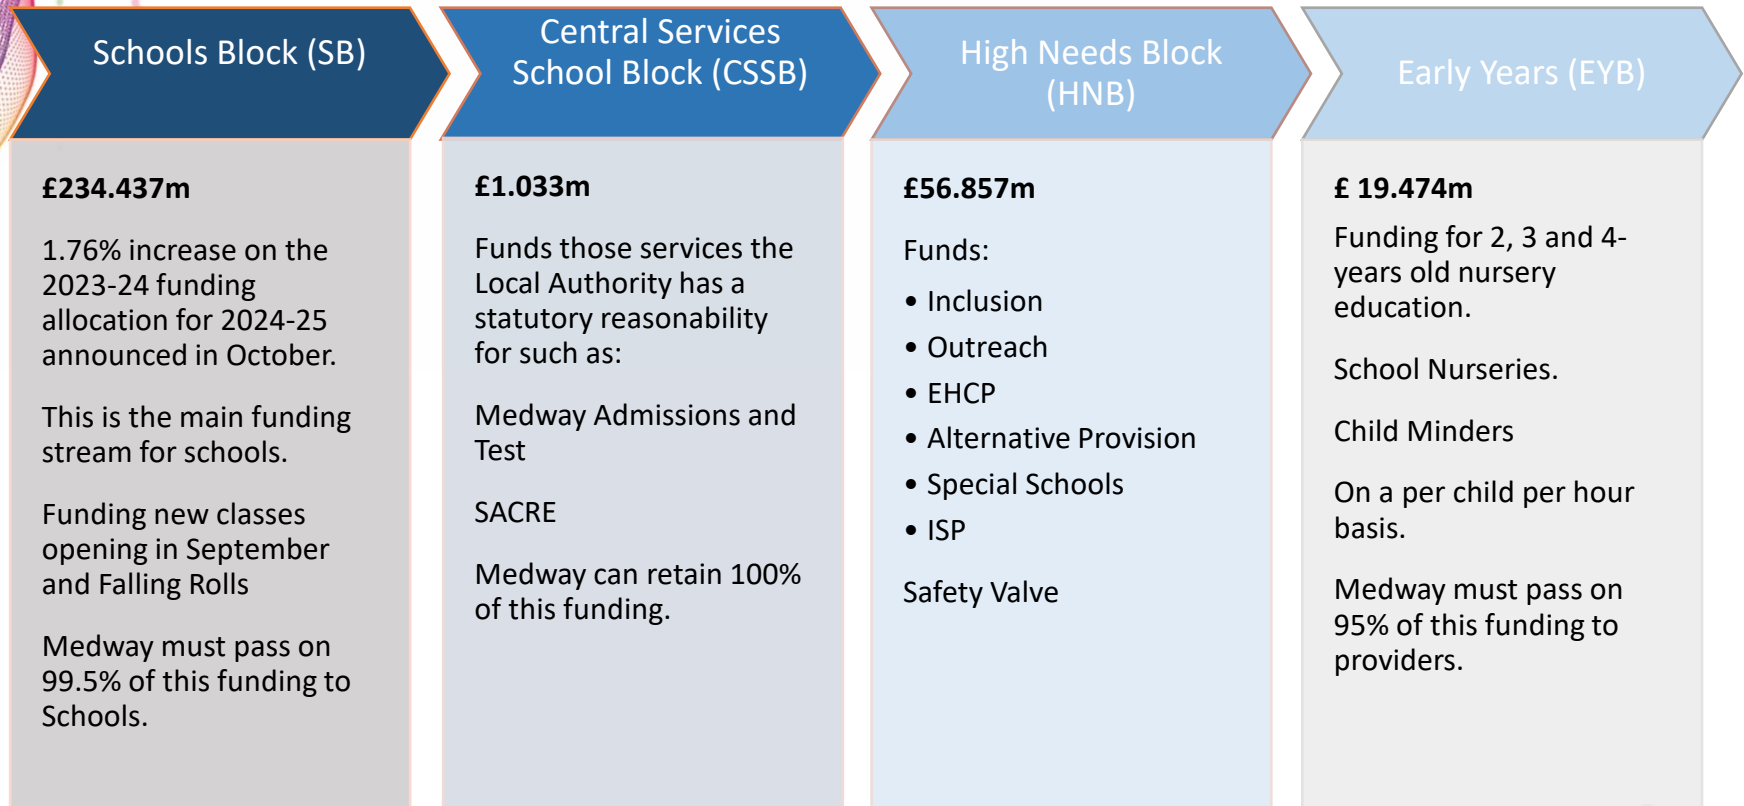 Schools Block (SB)
£234.437m
1.76% increase on the
2023-24 funding
allocation for 2024-25
announced in October.
This is the main funding
stream for schools.
Funding new classes
opening in September
and Falling Rolls
Medway must pass on
99.5% of this funding to
Schools.
Central Services
School Block (CSSB)
£1.033m
Funds those services the
Local Authority has a
statutory reasonability
for such as:
Medway Admissions and
Test
SACRE
Medway can retain 100%
of this funding.
High Needs Block
(HNB)
£56.857m
Funds:
• Inclusion
• Outreach
• EHCP
• Alternative Provision
• Special Schools
• ISP
Safety Valve
Early Years (EYB)
£ 19.474m
Funding for 2, 3 and 4-
years old nursery
education.
School Nurseries.
Child Minders
On a per child per hour
basis.
Medway must pass on
95% of this funding to
providers.